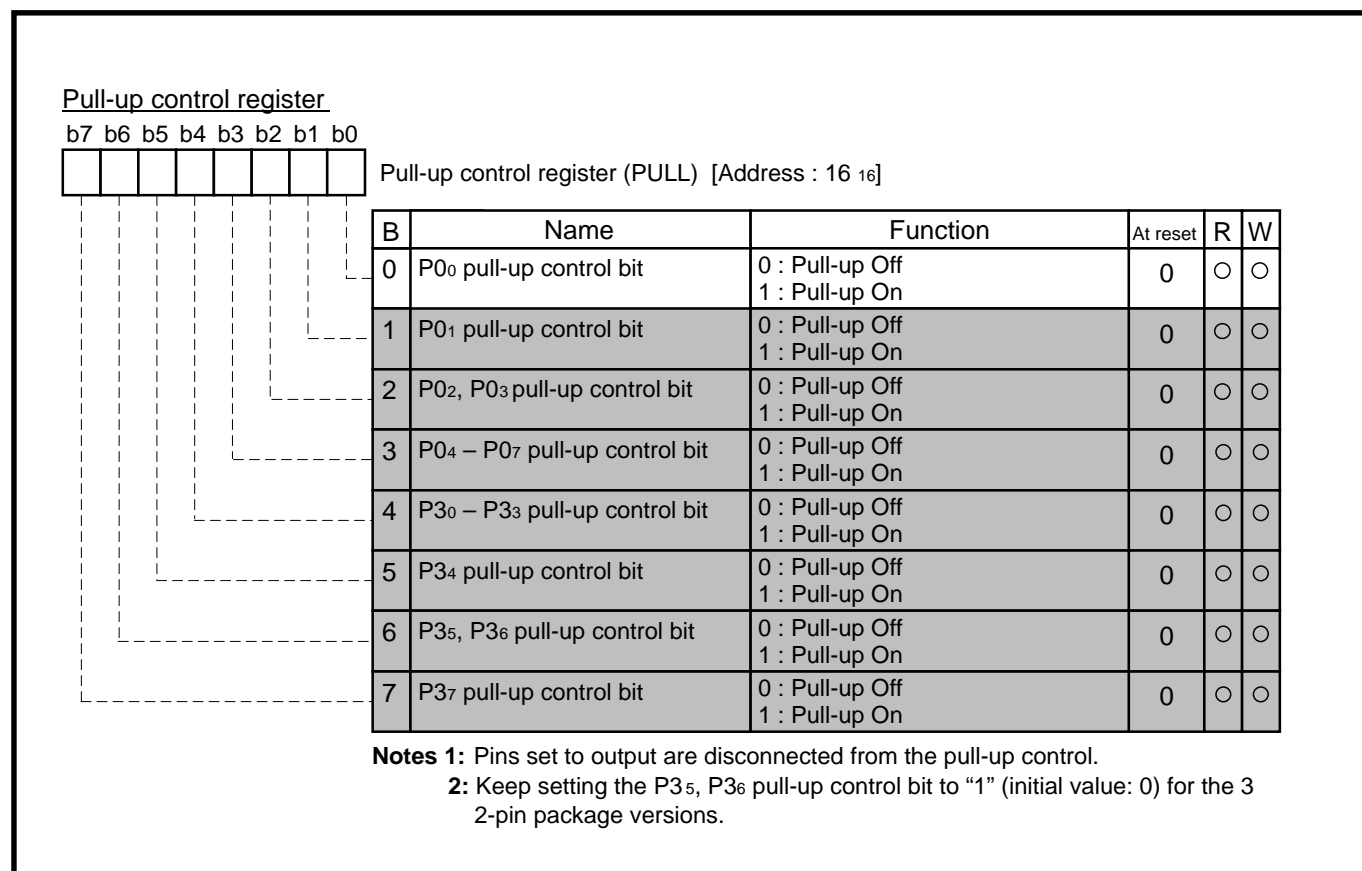 Pull-up control register
b7 b6 b5 b4 b3 b2 b1 b0
Pull-up control register (PULL) [Address : 16 16]
B Name Function At reset R W
0 P00 pull-up control bit 0 : Pull-up Off 0 ○ ○
1 : Pull-up On
1 P01 pull-up control bit 0 : Pull-up Off 0 ○ ○
1 : Pull-up On
2 P02, P03 pull-up control bit 0 : Pull-up Off 0 ○ ○
1 : Pull-up On
3 P04 – P07 pull-up control bit 0 : Pull-up Off 0 ○ ○
1 : Pull-up On
4 P30 – P33 pull-up control bit 0 : Pull-up Off 0 ○ ○
1 : Pull-up On
5 P34 pull-up control bit 0 : Pull-up Off 0 ○ ○
1 : Pull-up On
6 P35, P36 pull-up control bit 0 : Pull-up Off 0 ○ ○
1 : Pull-up On
7 P37 pull-up control bit 0 : Pull-up Off 0 ○ ○
1 : Pull-up On
Notes 1: Pins set to output are disconnected from the pull-up control.
2: Keep setting the P35, P36 pull-up control bit to “1” (initial value: 0) for the 3
2-pin package versions.